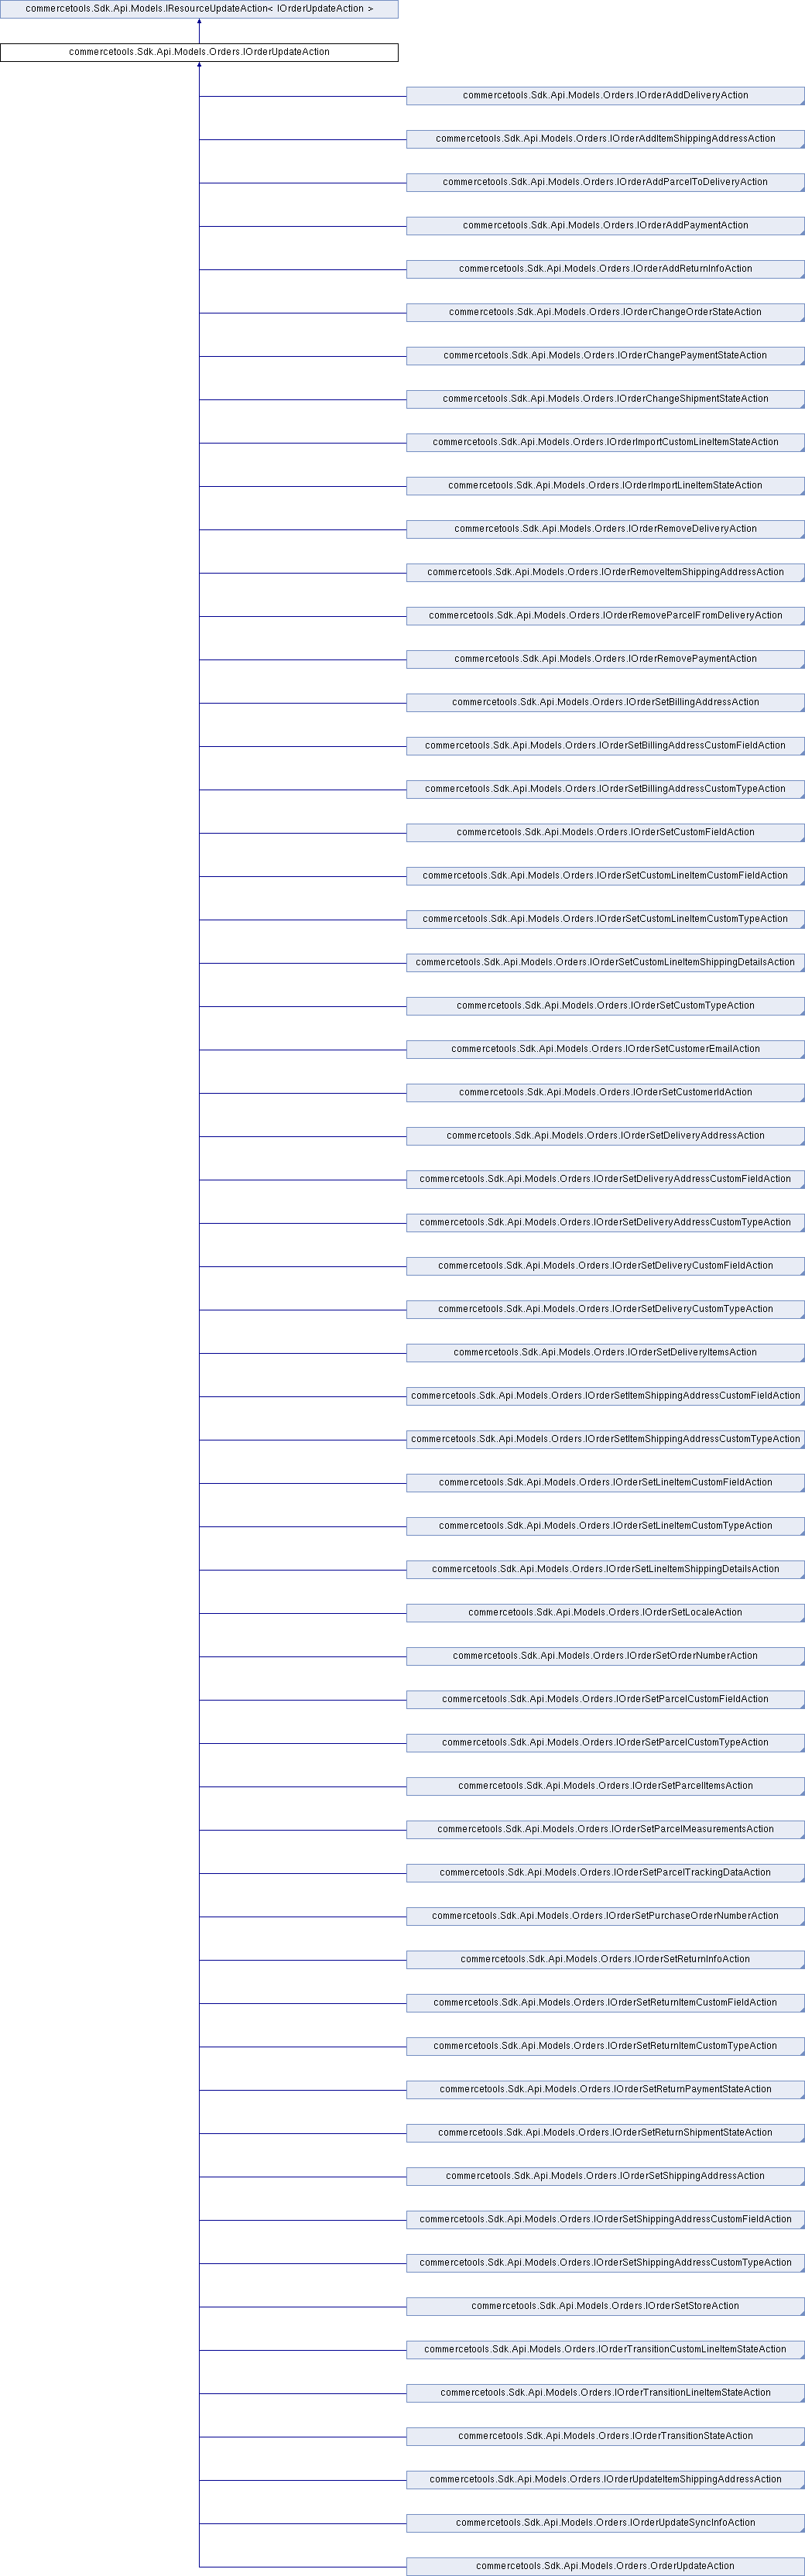 commercetools.Sdk.Api.Models.IResourceUpdateAction< IOrderUpdateAction >
commercetools.Sdk.Api.Models.Orders.IOrderUpdateAction
commercetools.Sdk.Api.Models.Orders.IOrderAddDeliveryAction
commercetools.Sdk.Api.Models.Orders.IOrderAddItemShippingAddressAction
commercetools.Sdk.Api.Models.Orders.IOrderAddParcelToDeliveryAction
commercetools.Sdk.Api.Models.Orders.IOrderAddPaymentAction
commercetools.Sdk.Api.Models.Orders.IOrderAddReturnInfoAction
commercetools.Sdk.Api.Models.Orders.IOrderChangeOrderStateAction
commercetools.Sdk.Api.Models.Orders.IOrderChangePaymentStateAction
commercetools.Sdk.Api.Models.Orders.IOrderChangeShipmentStateAction
commercetools.Sdk.Api.Models.Orders.IOrderImportCustomLineItemStateAction
commercetools.Sdk.Api.Models.Orders.IOrderImportLineItemStateAction
commercetools.Sdk.Api.Models.Orders.IOrderRemoveDeliveryAction
commercetools.Sdk.Api.Models.Orders.IOrderRemoveItemShippingAddressAction
commercetools.Sdk.Api.Models.Orders.IOrderRemoveParcelFromDeliveryAction
commercetools.Sdk.Api.Models.Orders.IOrderRemovePaymentAction
commercetools.Sdk.Api.Models.Orders.IOrderSetBillingAddressAction
commercetools.Sdk.Api.Models.Orders.IOrderSetBillingAddressCustomFieldAction
commercetools.Sdk.Api.Models.Orders.IOrderSetBillingAddressCustomTypeAction
commercetools.Sdk.Api.Models.Orders.IOrderSetCustomFieldAction
commercetools.Sdk.Api.Models.Orders.IOrderSetCustomLineItemCustomFieldAction
commercetools.Sdk.Api.Models.Orders.IOrderSetCustomLineItemCustomTypeAction
commercetools.Sdk.Api.Models.Orders.IOrderSetCustomLineItemShippingDetailsAction
commercetools.Sdk.Api.Models.Orders.IOrderSetCustomTypeAction
commercetools.Sdk.Api.Models.Orders.IOrderSetCustomerEmailAction
commercetools.Sdk.Api.Models.Orders.IOrderSetCustomerIdAction
commercetools.Sdk.Api.Models.Orders.IOrderSetDeliveryAddressAction
commercetools.Sdk.Api.Models.Orders.IOrderSetDeliveryAddressCustomFieldAction
commercetools.Sdk.Api.Models.Orders.IOrderSetDeliveryAddressCustomTypeAction
commercetools.Sdk.Api.Models.Orders.IOrderSetDeliveryCustomFieldAction
commercetools.Sdk.Api.Models.Orders.IOrderSetDeliveryCustomTypeAction
commercetools.Sdk.Api.Models.Orders.IOrderSetDeliveryItemsAction
commercetools.Sdk.Api.Models.Orders.IOrderSetItemShippingAddressCustomFieldAction
commercetools.Sdk.Api.Models.Orders.IOrderSetItemShippingAddressCustomTypeAction
commercetools.Sdk.Api.Models.Orders.IOrderSetLineItemCustomFieldAction
commercetools.Sdk.Api.Models.Orders.IOrderSetLineItemCustomTypeAction
commercetools.Sdk.Api.Models.Orders.IOrderSetLineItemShippingDetailsAction
commercetools.Sdk.Api.Models.Orders.IOrderSetLocaleAction
commercetools.Sdk.Api.Models.Orders.IOrderSetOrderNumberAction
commercetools.Sdk.Api.Models.Orders.IOrderSetParcelCustomFieldAction
commercetools.Sdk.Api.Models.Orders.IOrderSetParcelCustomTypeAction
commercetools.Sdk.Api.Models.Orders.IOrderSetParcelItemsAction
commercetools.Sdk.Api.Models.Orders.IOrderSetParcelMeasurementsAction
commercetools.Sdk.Api.Models.Orders.IOrderSetParcelTrackingDataAction
commercetools.Sdk.Api.Models.Orders.IOrderSetPurchaseOrderNumberAction
commercetools.Sdk.Api.Models.Orders.IOrderSetReturnInfoAction
commercetools.Sdk.Api.Models.Orders.IOrderSetReturnItemCustomFieldAction
commercetools.Sdk.Api.Models.Orders.IOrderSetReturnItemCustomTypeAction
commercetools.Sdk.Api.Models.Orders.IOrderSetReturnPaymentStateAction
commercetools.Sdk.Api.Models.Orders.IOrderSetReturnShipmentStateAction
commercetools.Sdk.Api.Models.Orders.IOrderSetShippingAddressAction
commercetools.Sdk.Api.Models.Orders.IOrderSetShippingAddressCustomFieldAction
commercetools.Sdk.Api.Models.Orders.IOrderSetShippingAddressCustomTypeAction
commercetools.Sdk.Api.Models.Orders.IOrderSetStoreAction
commercetools.Sdk.Api.Models.Orders.IOrderTransitionCustomLineItemStateAction
commercetools.Sdk.Api.Models.Orders.IOrderTransitionLineItemStateAction
commercetools.Sdk.Api.Models.Orders.IOrderTransitionStateAction
commercetools.Sdk.Api.Models.Orders.IOrderUpdateItemShippingAddressAction
commercetools.Sdk.Api.Models.Orders.IOrderUpdateSyncInfoAction
commercetools.Sdk.Api.Models.Orders.OrderUpdateAction